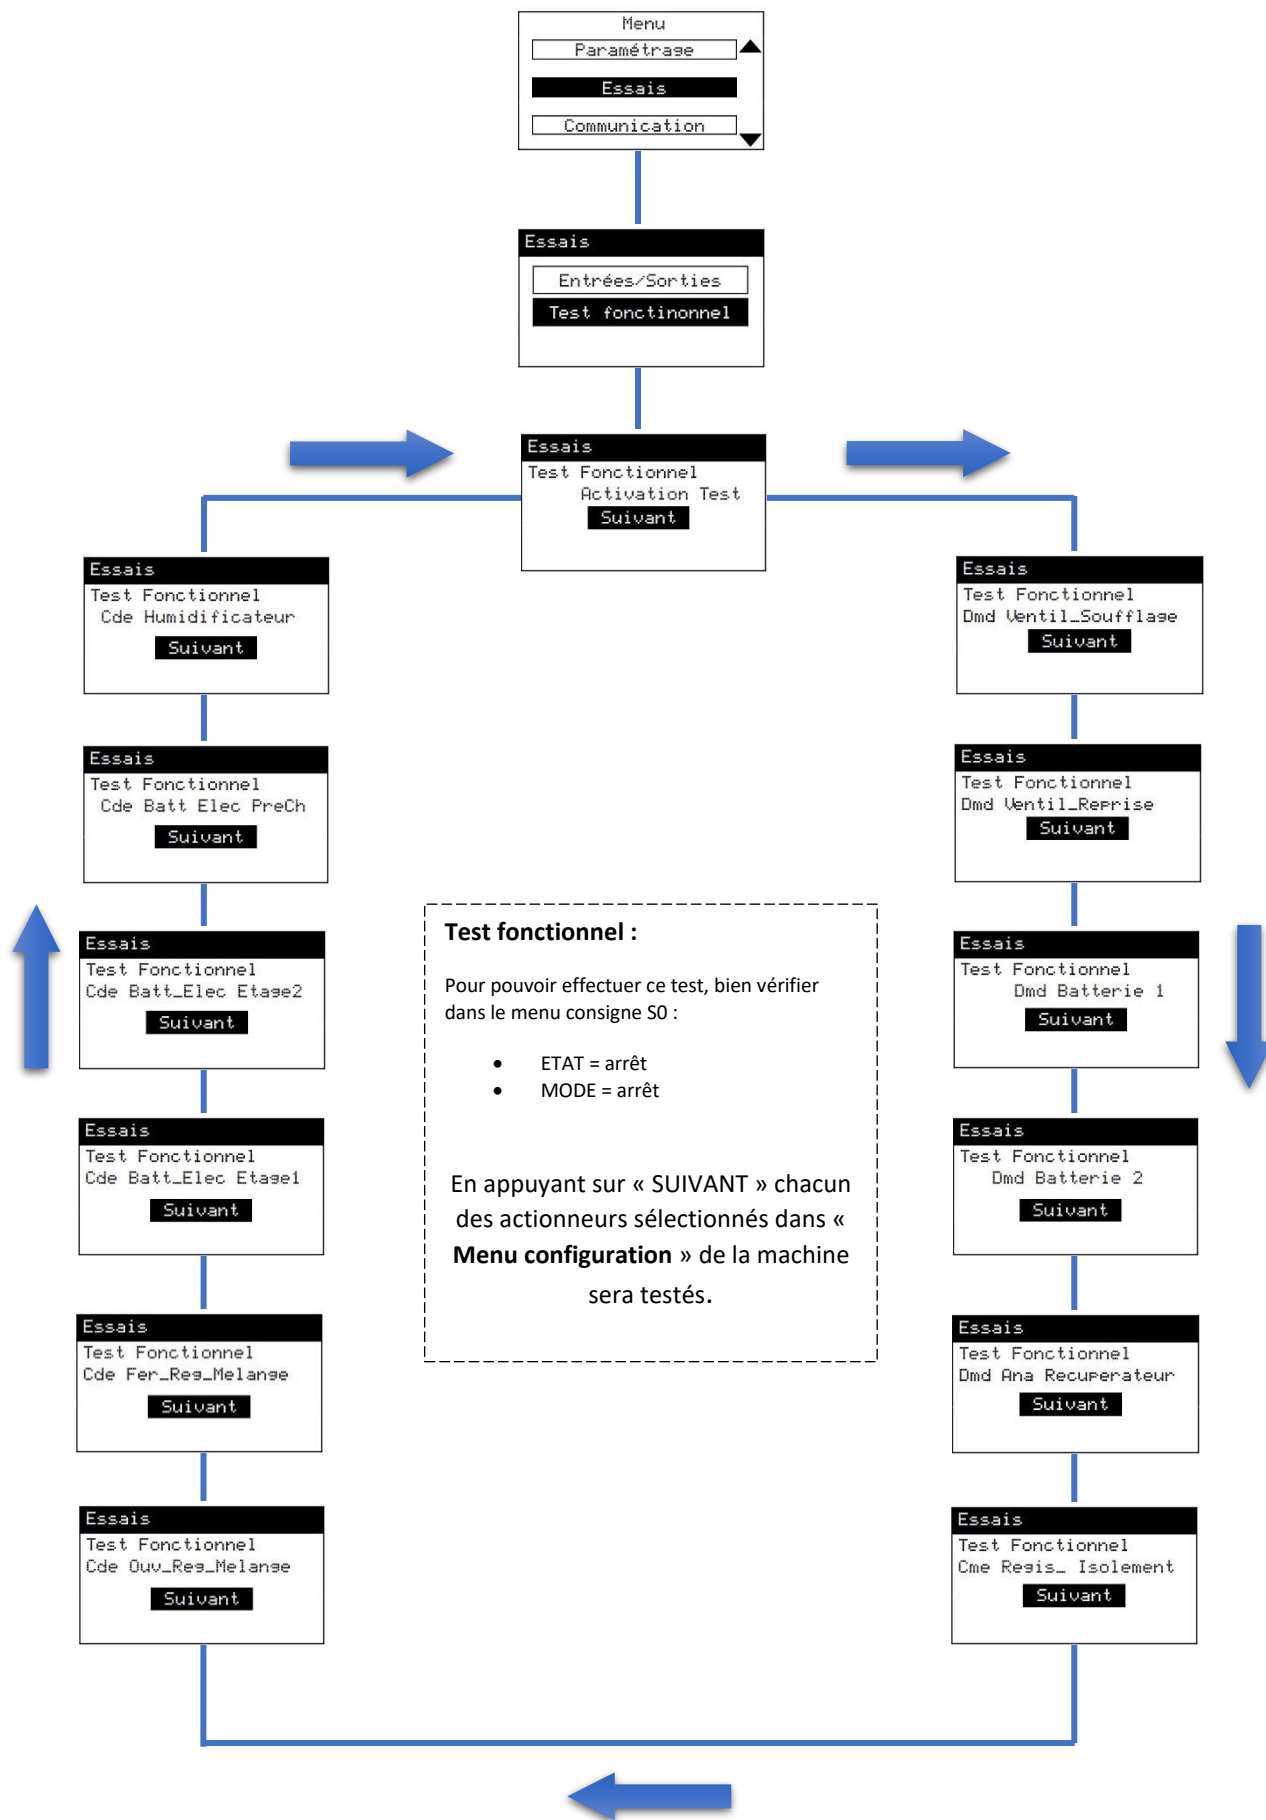 Menu
Paramétrage
Essais
Communication
Essais
Entrées/Sorties
Test fonctinonnel
Essais
Test Fonctionnel
Activation Test
Suivant
Essais
Test Fonctionnel
Dmd Ventil_Soufflage
Suivant
Essais
Test Fonctionnel
Dmd Ventil_Reprise
Suivant
Essais
Test Fonctionnel
Dmd Batterie 1
Suivant
Essais
Test Fonctionnel
Dmd Batterie 2
Suivant
Essais
Test Fonctionnel
Dmd Ana Recuperateur
Suivant
Essais
Test Fonctionnel
Cme Regis_ Isolement
Suivant
Essais
Test Fonctionnel
Cde Ouv_Reg_Melange
Suivant
Essais
Test Fonctionnel
Cde Fer_Reg_Melange
Suivant
Essais
Test Fonctionnel
Cde Batt_Elec Etage1
Suivant
Essais
Test Fonctionnel
Cde Batt_Elec Etage2
Suivant
Essais
Test Fonctionnel
Cde Batt Elec PreCh
Suivant
Essais
Test Fonctionnel
Cde Humidificateur
Suivant
Test fonctionnel :
Pour pouvoir effectuer ce test, bien vérifier
dans le menu consigne S0 :
• ETAT = arrêt
• MODE = arrêt
En appuyant sur « SUIVANT » chacun
des actionneurs sélectionnés dans «
Menu configuration » de la machine
sera testés.